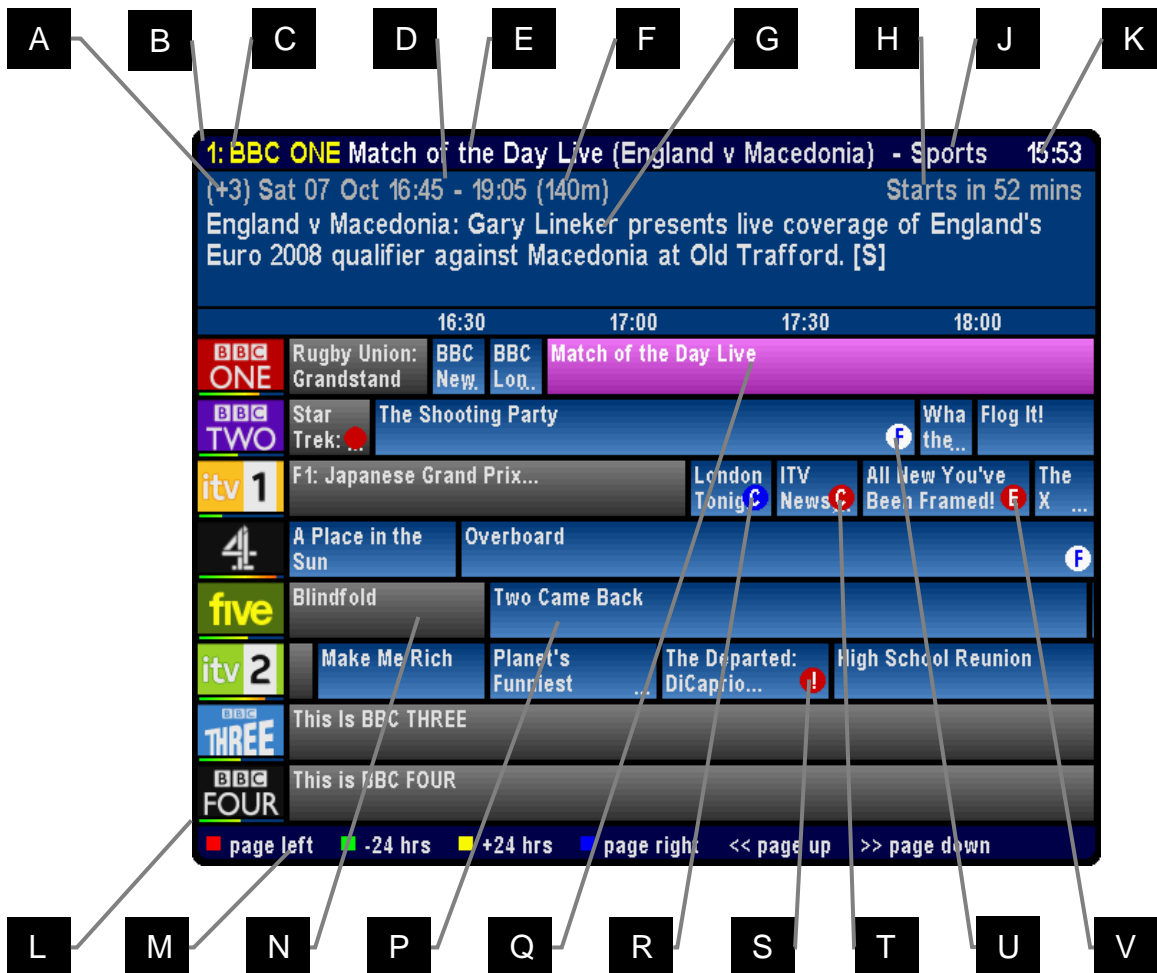 A B C D E F G H J K
1: BBC ONE Match of the Day Live (England v Macedonia) - Sports 15:53
(+3) Sat 07 Oct 16:45 - 19:05 (140m) Starts in 52 mins
England v Macedonia: Gary Lineker presents live coverage of England's
Euro 2008 qualifier against Macedonia at Old Trafford. [S]
16:30 17:00 17:30 18:00
BBC ONE
Rugby Union:
Grandstand
BBC
New..
BBC
Lon..
Match of the Day Live
BBC TWO
Star
Trek: ...
The Shooting Party
F
Wha
the...
Flog It!
itv 1
F1: Japanese Grand Prix...
London
Tonig
C
ITV
News...
C
All New You've
Been Framed!
E
The
X ...
4
A Place in the
Sun
Overboard
F
five
Blindfold
Two Came Back
itv 2
Make Me Rich
Planet's
Funniest ...
The Departed:
DiCaprio...
!
High School Reunion
BBC THREE
This Is BBC THREE
BBC FOUR
This is BBC FOUR
page left -24 hrs +24 hrs page right << page up >> page down
L M N P Q R S T U V